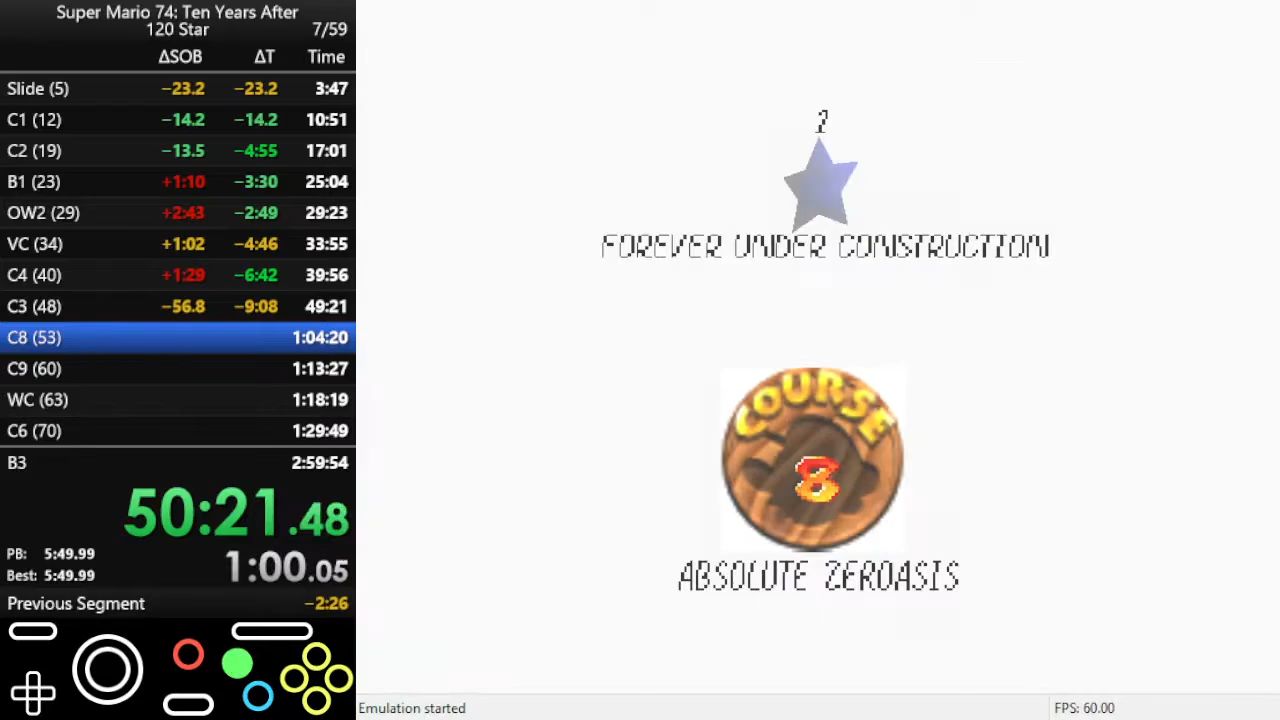 Super Mario 74: Ten Years After
120 Star
7/59
ΔSOB ΔT Time
Slide (5) −23.2 −23.2 3:47
C1 (12) −14.2 −14.2 10:51
C2 (19) −13.5 −4:55 17:01
B1 (23) +1:10 −3:30 25:04
OW2 (29) +2:43 −2:49 29:23
VC (34) +1:02 −4:46 33:55
C4 (40) +1:29 −6:42 39:56
C3 (48) −56.8 −9:08 49:21
C8 (53) 1:04:20
C9 (60) 1:13:27
WC (63) 1:18:19
C6 (70) 1:29:49
B3 2:59:54
50:21.48
PB: 5:49.99
Best: 5:49.99
1:00.05
Previous Segment −2:26
2
FOREVER UNDER CONSTRUCTION
COURSE
8
ABSOLUTE ZEROASIS
Emulation started
FPS: 60.00